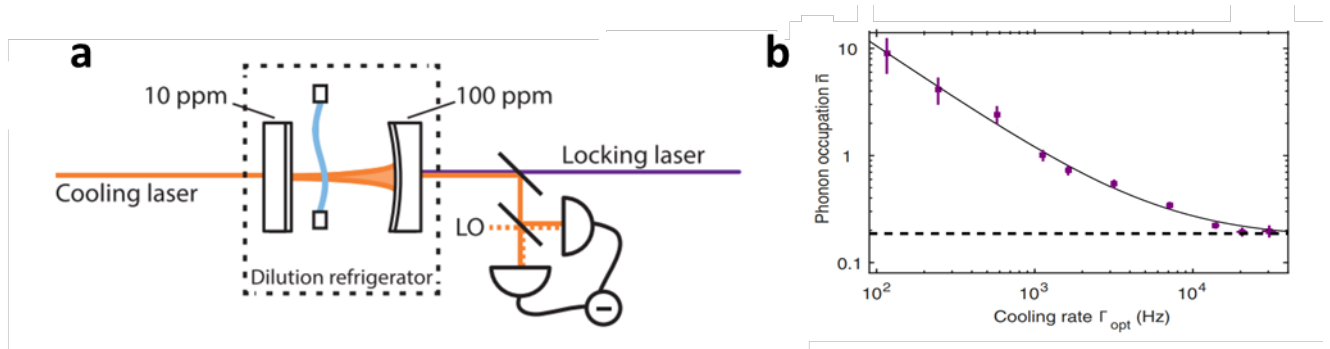 a
10 ppm
100 ppm
Locking laser
Cooling laser
LO
Dilution refrigerator
−
b
Phonon occupation n̄
10
1
0.1
10² 10³ 10⁴
Cooling rate Γopt (Hz)